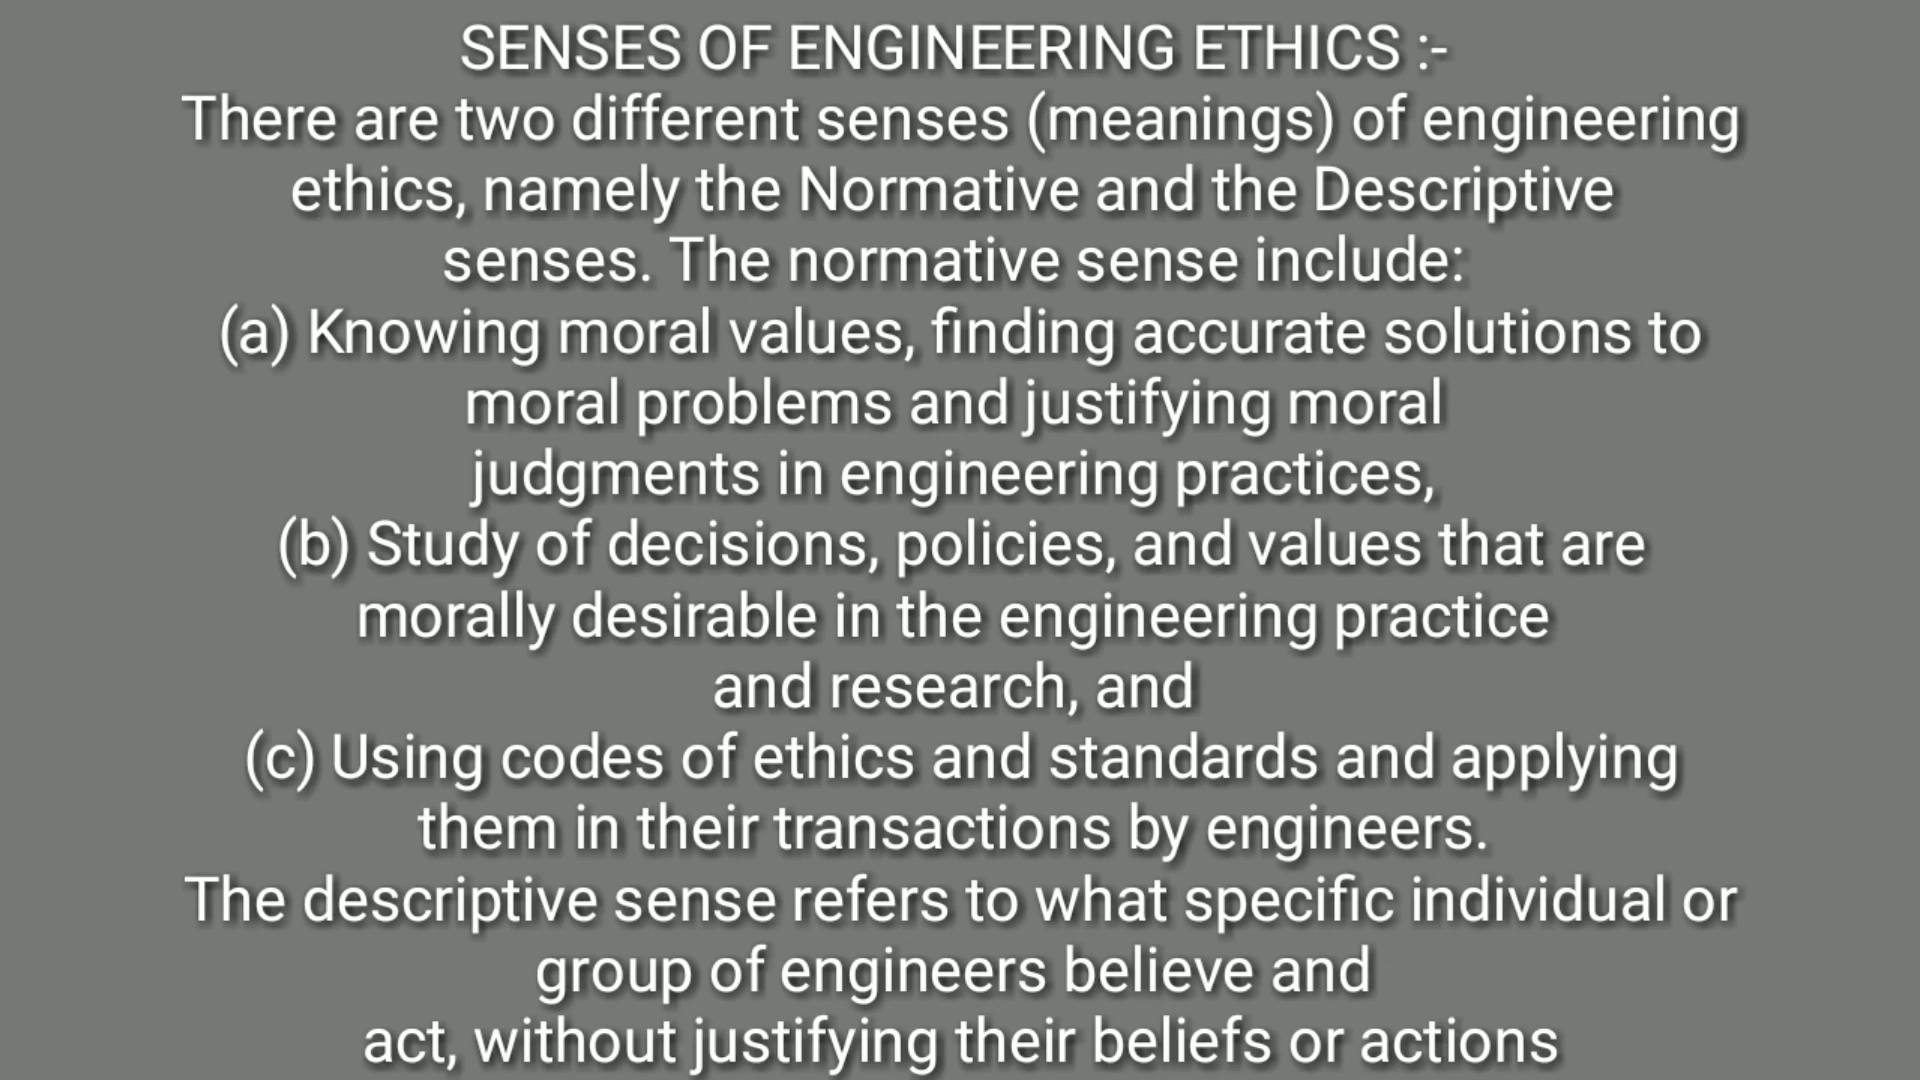 SENSES OF ENGINEERING ETHICS :-
There are two different senses (meanings) of engineering
ethics, namely the Normative and the Descriptive
senses. The normative sense include:
(a) Knowing moral values, finding accurate solutions to
moral problems and justifying moral
judgments in engineering practices,
(b) Study of decisions, policies, and values that are
morally desirable in the engineering practice
and research, and
(c) Using codes of ethics and standards and applying
them in their transactions by engineers.
The descriptive sense refers to what specific individual or
group of engineers believe and
act, without justifying their beliefs or actions